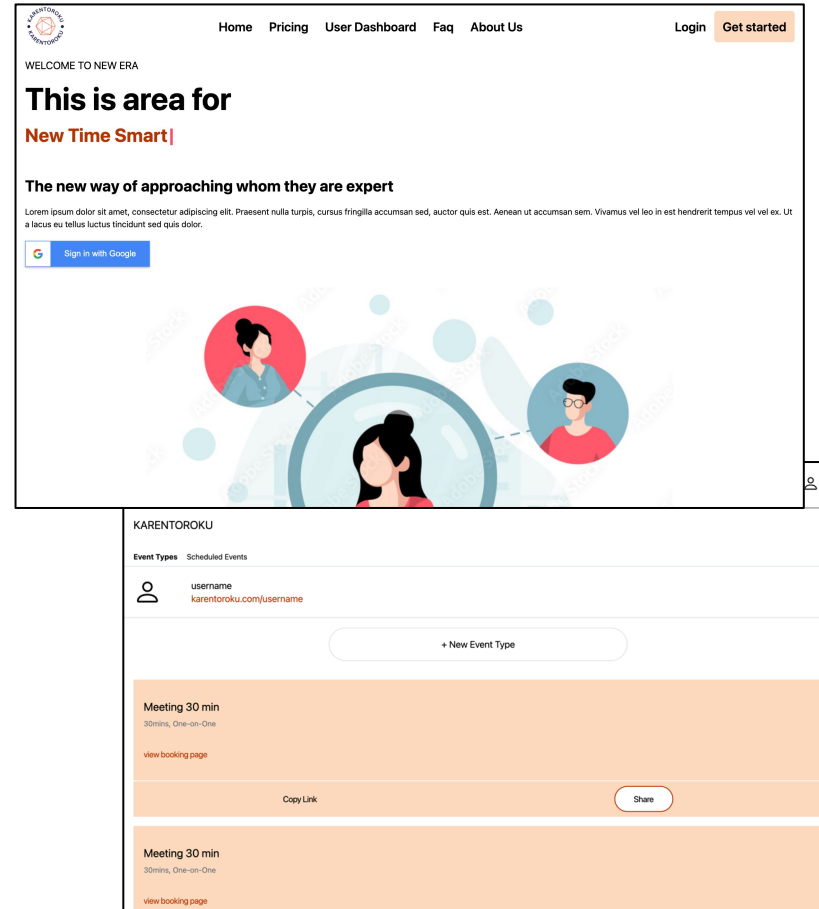 KARENTOROKU
KARENTOROKU
Home Pricing User Dashboard Faq About Us Login Get started
WELCOME TO NEW ERA
This is area for
New Time Smart|
The new way of approaching whom they are expert
Lorem ipsum dolor sit amet, consectetur adipiscing elit. Praesent nulla turpis, cursus fringilla accumsan sed, auctor quis est. Aenean ut accumsan sem. Vivamus vel leo in est hendrerit tempus vel vel ex. Ut
a lacus eu tellus luctus tincidunt sed quis dolor.
G Sign in with Google
KARENTOROKU
Event Types Scheduled Events
username
karentoroku.com/username
+ New Event Type
Meeting 30 min
30mins, One-on-One
view booking page
Copy Link Share
Meeting 30 min
30mins, One-on-One
view booking page